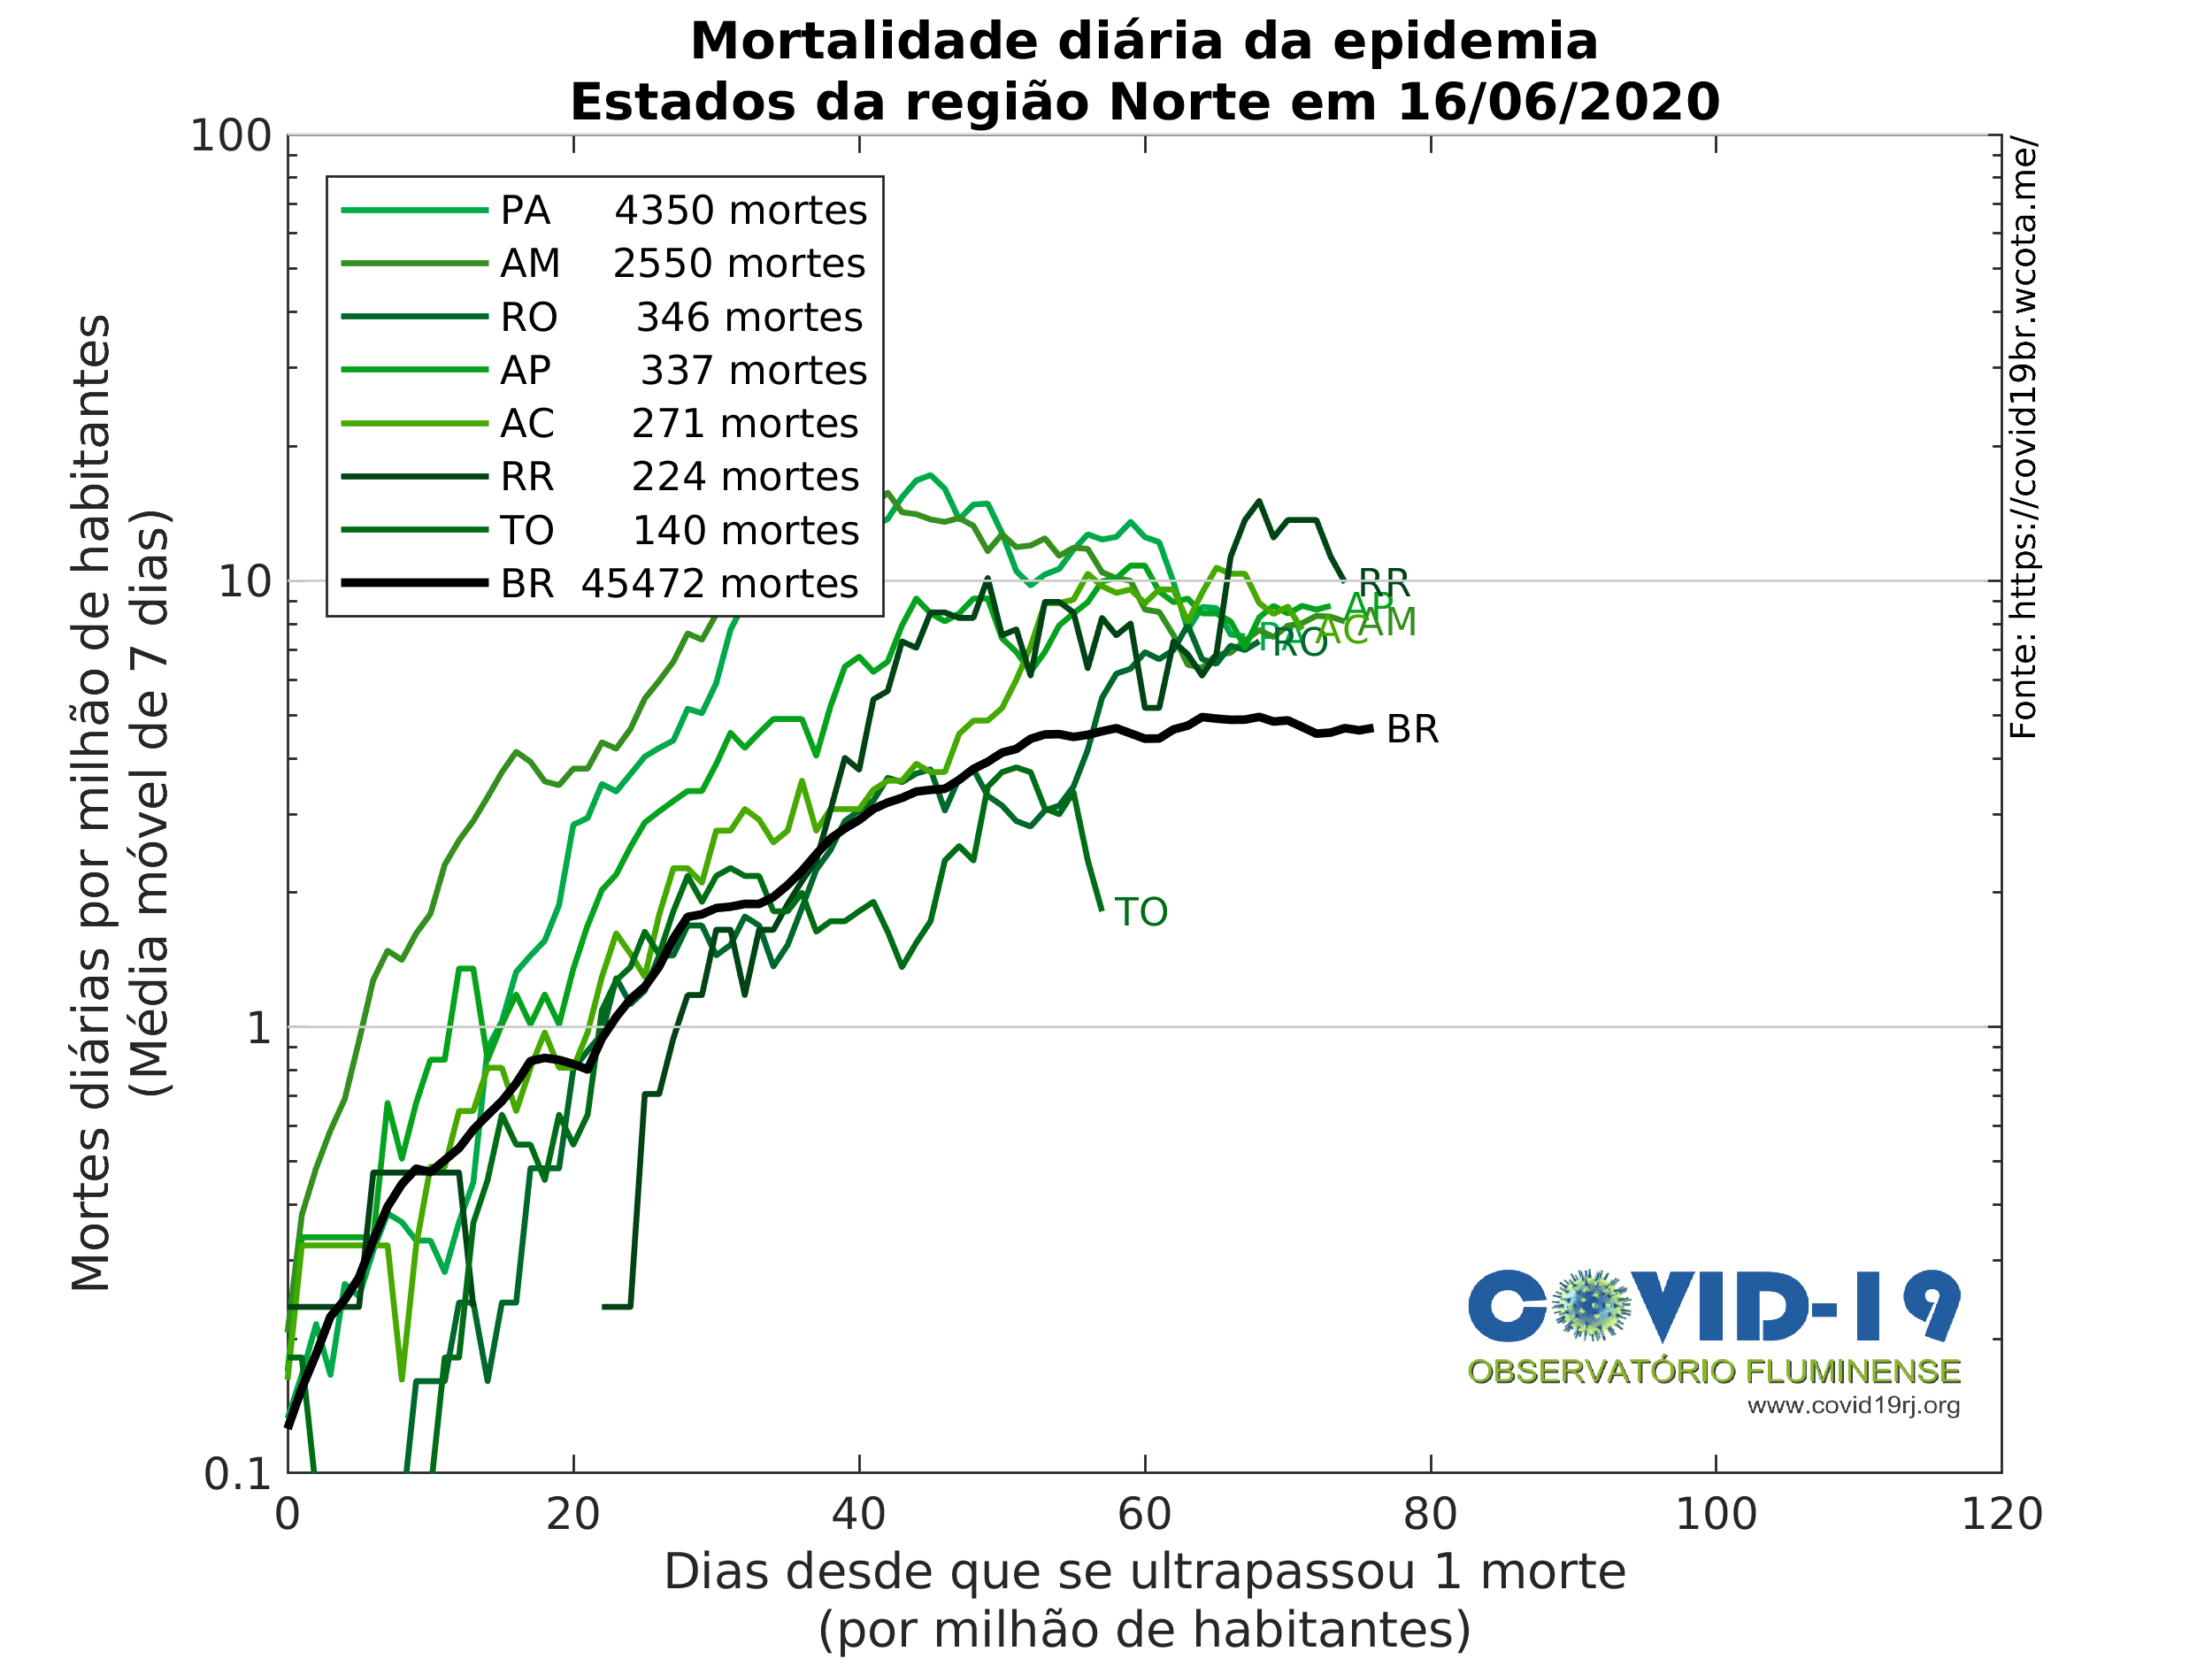 Mortalidade diária da epidemia
Estados da região Norte em 16/06/2020
Mortes diárias por milhão de habitantes
(Média móvel de 7 dias)
100
10
1
0.1
PA 4350 mortes
AM 2550 mortes
RO 346 mortes
AP 337 mortes
AC 271 mortes
RR 224 mortes
TO 140 mortes
BR 45472 mortes
RR
AP
AM
AC
PA
RO
BR
TO
Fonte: https://covid19br.wcota.me/
COVID-19
OBSERVATÓRIO FLUMINENSE
www.covid19rj.org
0 20 40 60 80 100 120
Dias desde que se ultrapassou 1 morte
(por milhão de habitantes)